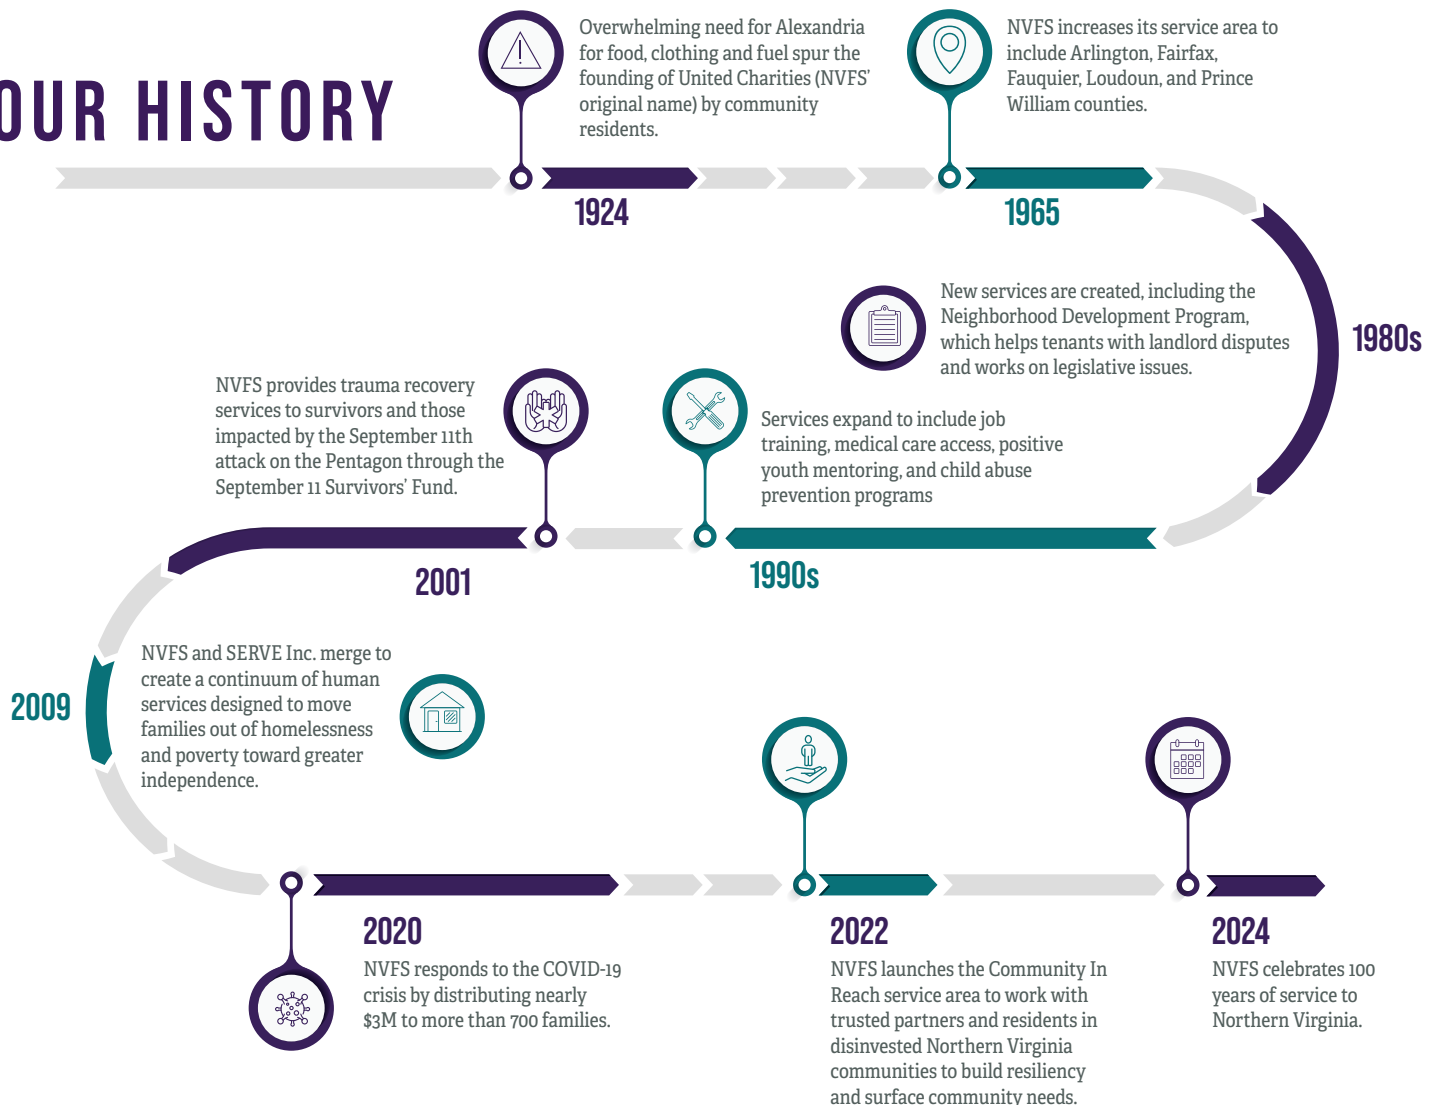 OUR HISTORY
Overwhelming need for Alexandria
for food, clothing and fuel spur the
founding of United Charities (NVFS'
original name) by community
residents.
1924
NVFS increases its service area to
include Arlington, Fairfax,
Fauquier, Loudoun, and Prince
William counties.
1965
New services are created, including the
Neighborhood Development Program,
which helps tenants with landlord disputes
and works on legislative issues.
1980s
Services expand to include job
training, medical care access, positive
youth mentoring, and child abuse
prevention programs
1990s
NVFS provides trauma recovery
services to survivors and those
impacted by the September 11th
attack on the Pentagon through the
September 11 Survivors' Fund.
2001
2009
NVFS and SERVE Inc. merge to
create a continuum of human
services designed to move
families out of homelessness
and poverty toward greater
independence.
2020
NVFS responds to the COVID-19
crisis by distributing nearly
$3M to more than 700 families.
2022
NVFS launches the Community In
Reach service area to work with
trusted partners and residents in
disinvested Northern Virginia
communities to build resiliency
and surface community needs.
2024
NVFS celebrates 100
years of service to
Northern Virginia.